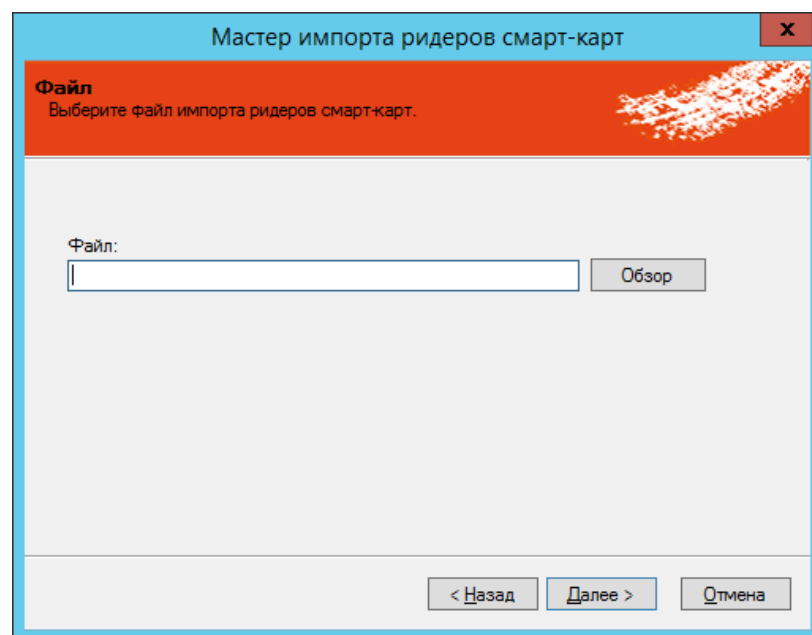 Мастер импорта ридеров смарт-карт
x
Файл
Выберите файл импорта ридеров смарт-карт.
Файл:
Обзор
< Назад Далее > Отмена